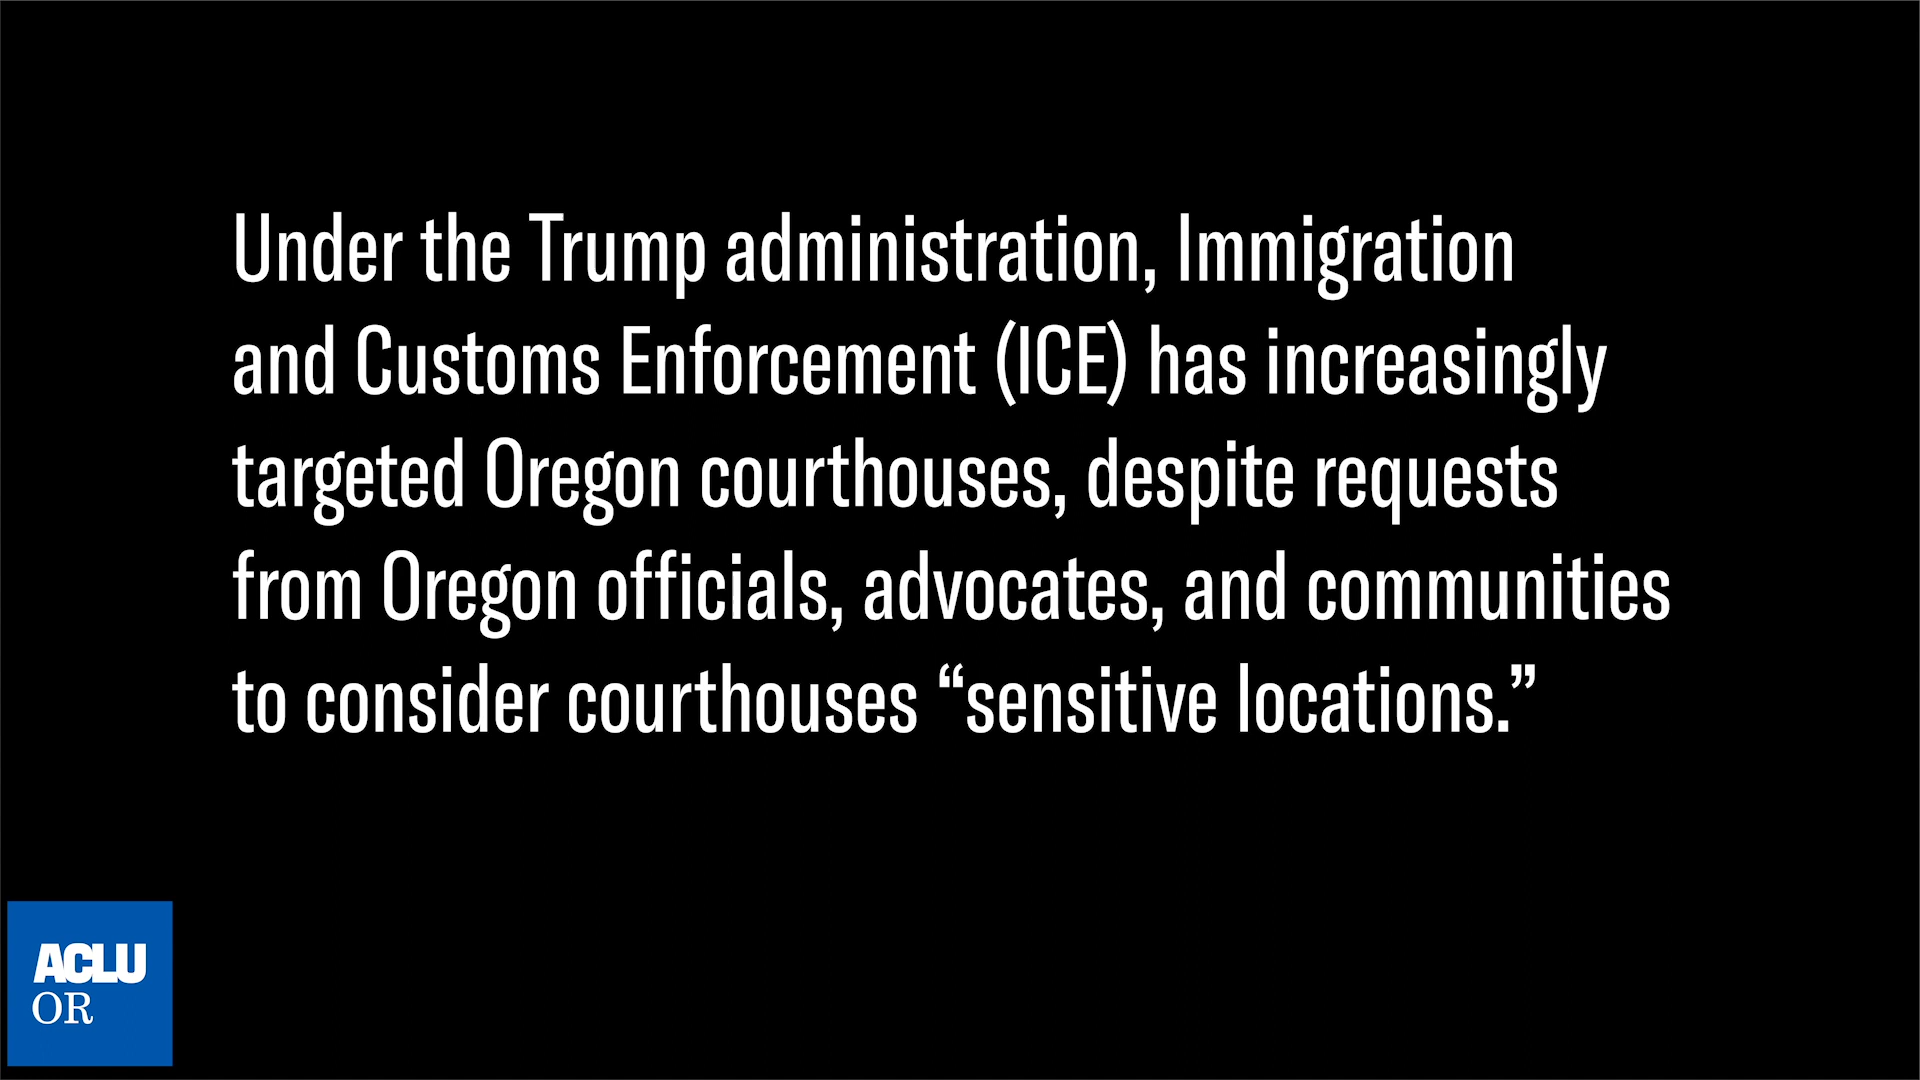 Under the Trump administration, Immigration
and Customs Enforcement (ICE) has increasingly
targeted Oregon courthouses, despite requests
from Oregon officials, advocates, and communities
to consider courthouses “sensitive locations.”
ACLU
OR